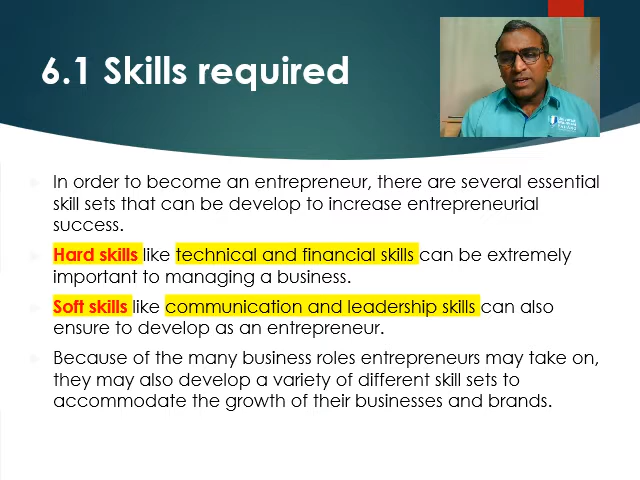 6.1 Skills required
In order to become an entrepreneur, there are several essential
skill sets that can be develop to increase entrepreneurial
success.
Hard skills like technical and financial skills can be extremely
important to managing a business.
Soft skills like communication and leadership skills can also
ensure to develop as an entrepreneur.
Because of the many business roles entrepreneurs may take on,
they may also develop a variety of different skill sets to
accommodate the growth of their businesses and brands.